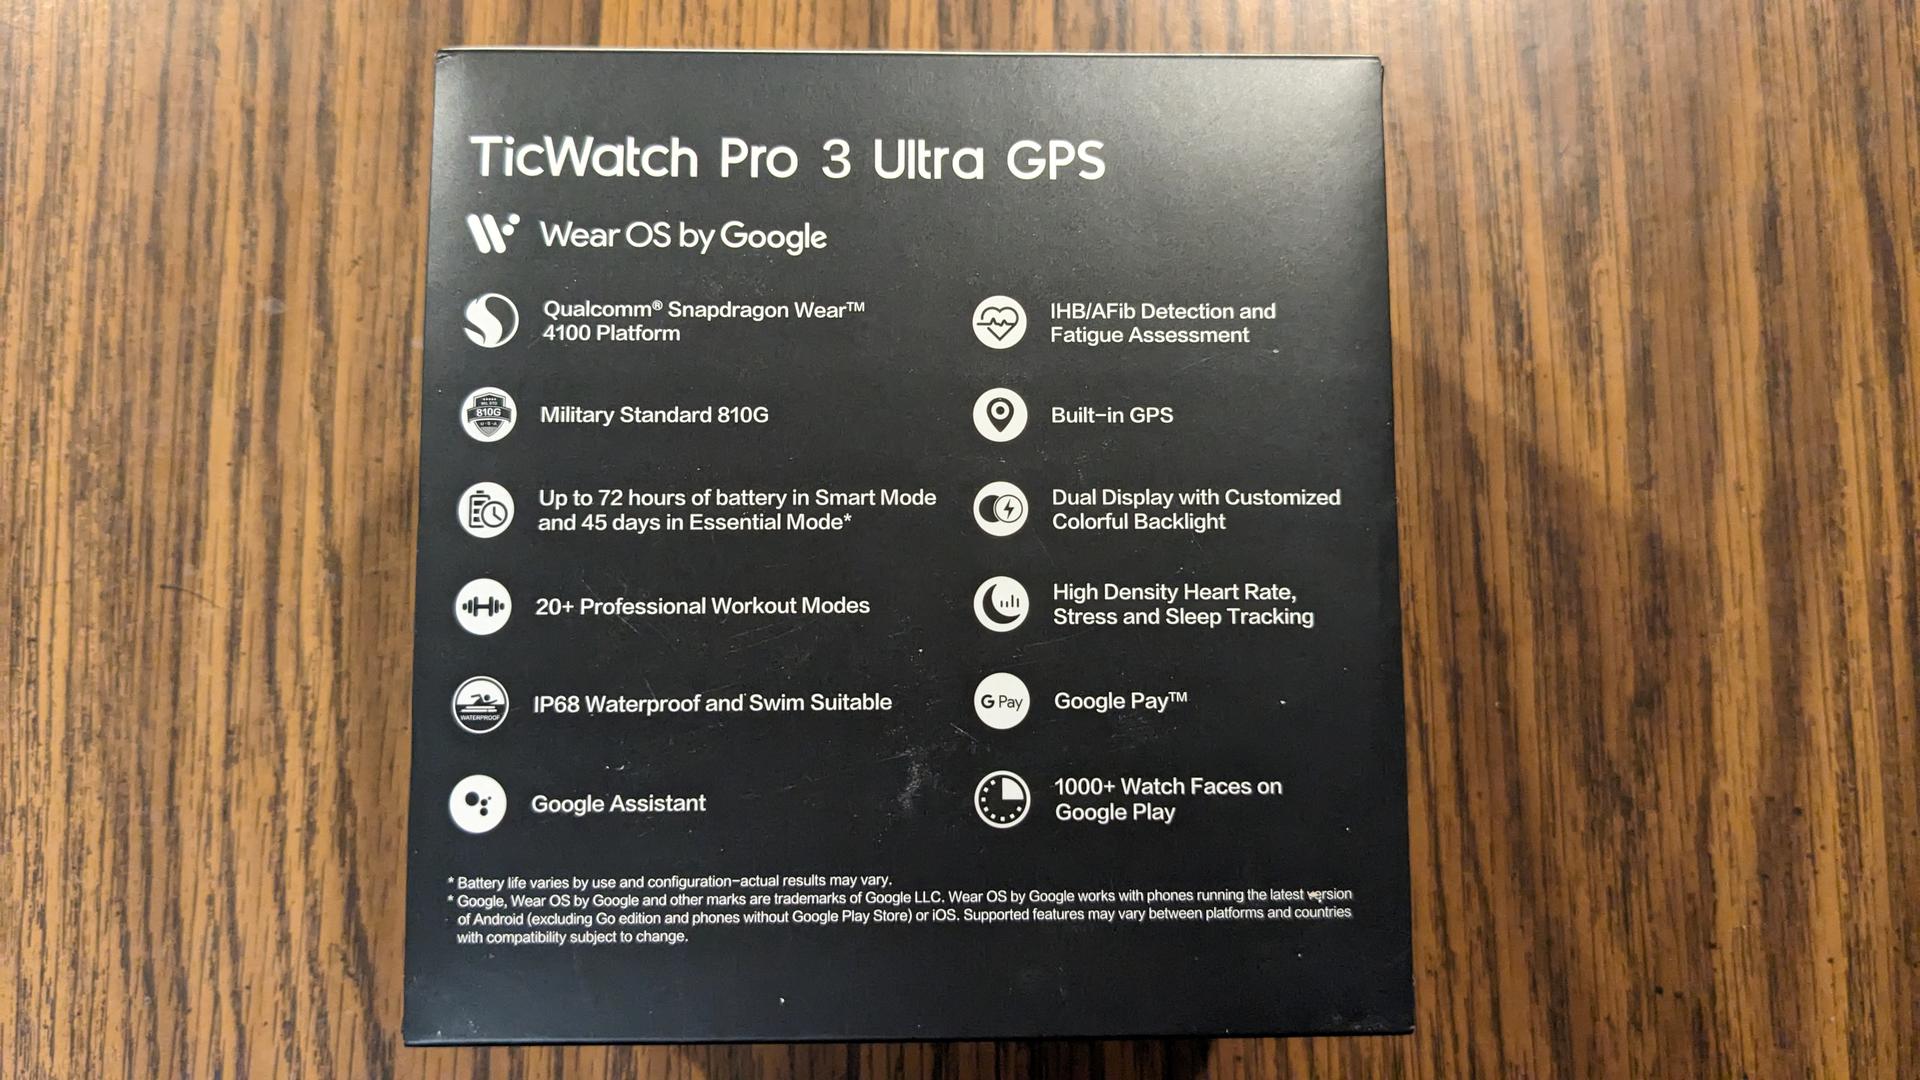 TicWatch Pro 3 Ultra GPS
Wear OS by Google
Qualcomm® Snapdragon Wear™
4100 Platform
IHB/AFib Detection and
Fatigue Assessment
MIL STD
810G
U·S·A
Military Standard 810G
Built-in GPS
Up to 72 hours of battery in Smart Mode
and 45 days in Essential Mode*
Dual Display with Customized
Colorful Backlight
20+ Professional Workout Modes
High Density Heart Rate,
Stress and Sleep Tracking
WATERPROOF
IP68 Waterproof and Swim Suitable
G Pay
Google Pay™
Google Assistant
1000+ Watch Faces on
Google Play
* Battery life varies by use and configuration-actual results may vary.
* Google, Wear OS by Google and other marks are trademarks of Google LLC. Wear OS by Google works with phones running the latest version
of Android (excluding Go edition and phones without Google Play Store) or iOS. Supported features may vary between platforms and countries
with compatibility subject to change.